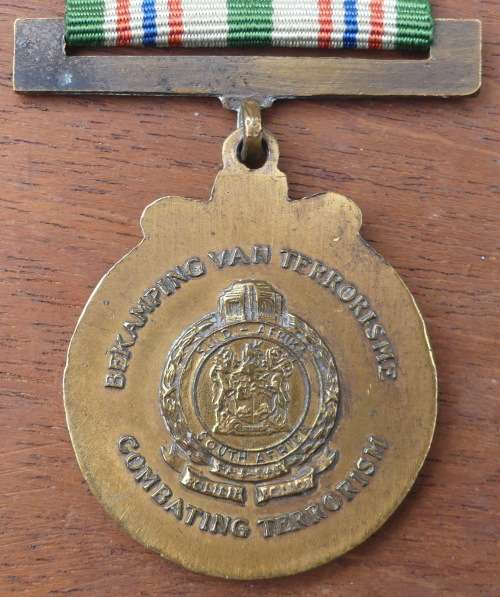 BEKAMPING VAN TERRORISME
SOUTH AFRICA
COMBATING TERRORISM